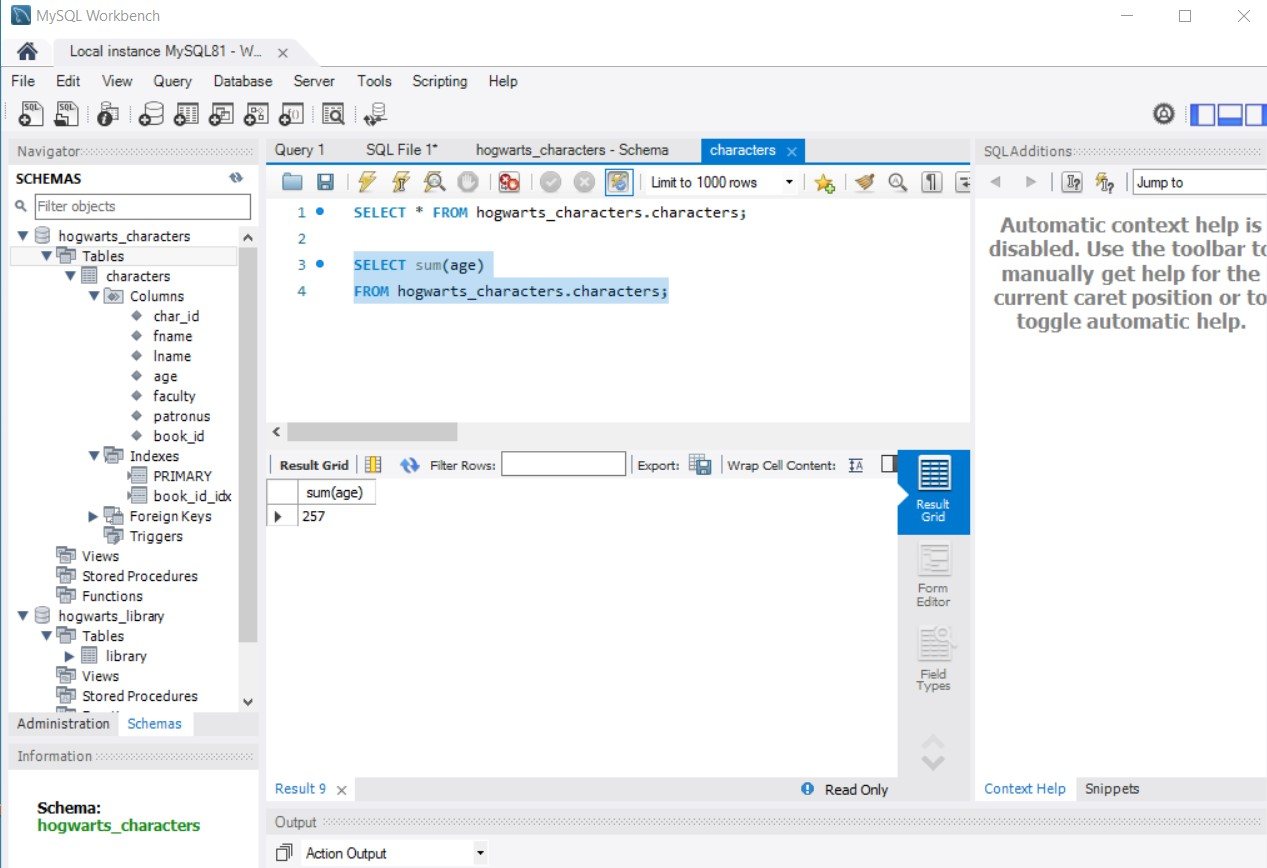 MySQL Workbench
Local instance MySQL81 - W...
File Edit View Query Database Server Tools Scripting Help
Navigator
SCHEMAS
Filter objects
hogwarts_characters
Tables
characters
Columns
char_id
fname
lname
age
faculty
patronus
book_id
Indexes
PRIMARY
book_id_idx
Foreign Keys
Triggers
Views
Stored Procedures
Functions
hogwarts_library
Tables
library
Views
Stored Procedures
Administration Schemas
Information
Schema:
hogwarts_characters
Query 1 SQL File 1* hogwarts_characters - Schema characters
Limit to 1000 rows
1 SELECT * FROM hogwarts_characters.characters;
2
3 SELECT sum(age)
4 FROM hogwarts_characters.characters;
Result Grid Filter Rows: Export: Wrap Cell Content:
sum(age)
257
Result
Grid
Form
Editor
Field
Types
Result 9 Read Only
Output
Action Output
SQLAdditions
Jump to
Automatic context help is
disabled. Use the toolbar to
manually get help for the
current caret position or to
toggle automatic help.
Context Help Snippets